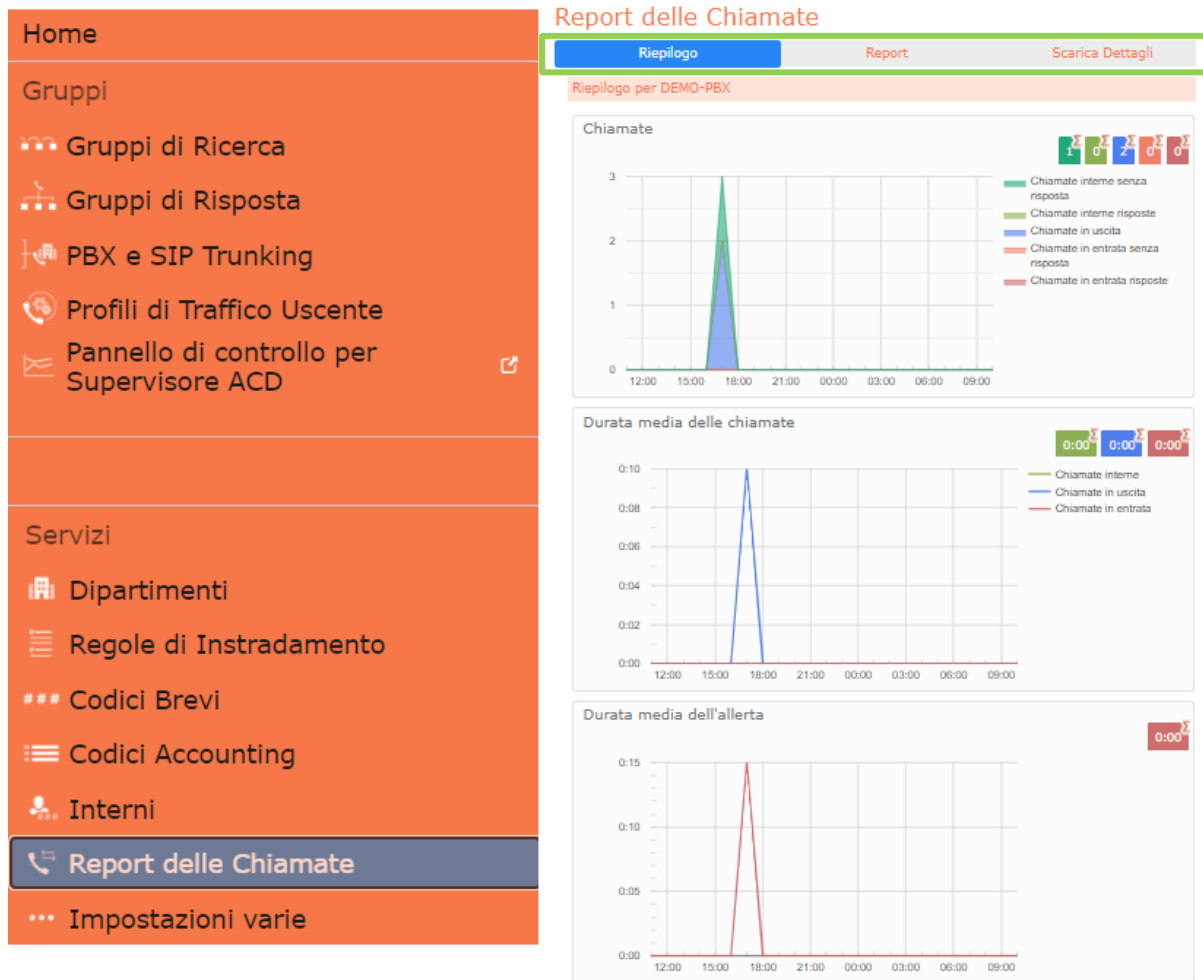 Home
Gruppi
Gruppi di Ricerca
Gruppi di Risposta
PBX e SIP Trunking
Profili di Traffico Uscente
Pannello di controllo per
Supervisore ACD
Servizi
Dipartimenti
Regole di Instradamento
### Codici Brevi
Codici Accounting
Interni
Report delle Chiamate
Impostazioni varie
Report delle Chiamate
Riepilogo Report Scarica Dettagli
Riepilogo per DEMO-PBX
Chiamate
1 Σ 0 Σ 2 Σ 0 Σ 0 Σ
3
2
1
0
12:00 15:00 18:00 21:00 00:00 03:00 06:00 09:00
Chiamate interne senza
risposta
Chiamate interne risposte
Chiamate in uscita
Chiamate in entrata senza
risposta
Chiamate in entrata risposte
Durata media delle chiamate
0:00 Σ 0:00 Σ 0:00 Σ
0:10
0:08
0:06
0:04
0:02
0:00
12:00 15:00 18:00 21:00 00:00 03:00 06:00 09:00
Chiamate interne
Chiamate in uscita
Chiamate in entrata
Durata media dell'allerta
0:00 Σ
0:15
0:10
0:05
0:00
12:00 15:00 18:00 21:00 00:00 03:00 06:00 09:00